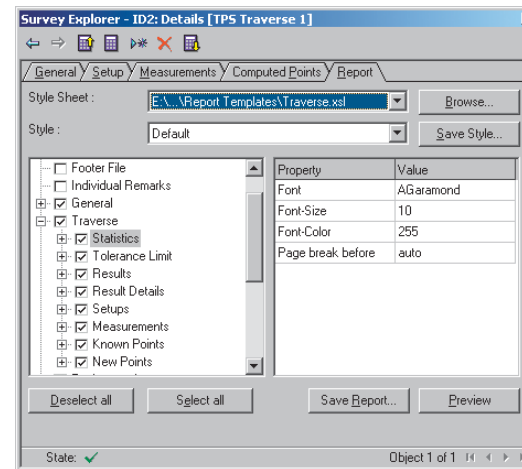 Survey Explorer - ID2: Details [TPS Traverse 1]
General Setup Measurements Computed Points Report
Style Sheet : E:\...\Report Templates\Traverse.xsl Browse...
Style : Default Save Style...
Footer File
Individual Remarks
General
Traverse
Statistics
Tolerance Limit
Results
Result Details
Setups
Measurements
Known Points
New Points
Property Value
Font AGaramond
Font-Size 10
Font-Color 255
Page break before auto
Deselect all Select all Save Report... Preview
State: Object 1 of 1